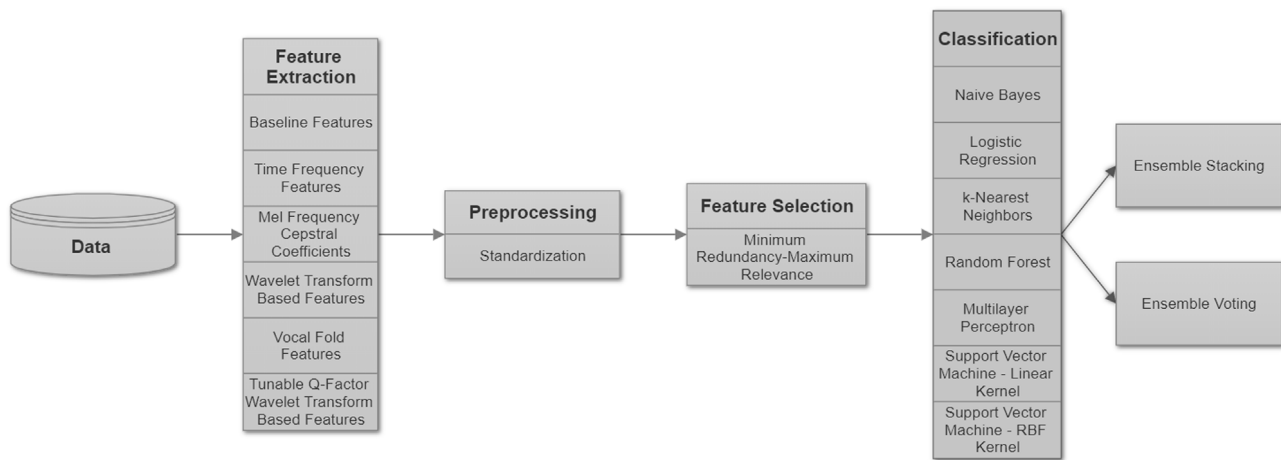 Data
Feature
Extraction
Baseline Features
Time Frequency
Features
Mel Frequency
Cepstral
Coefficients
Wavelet Transform
Based Features
Vocal Fold
Features
Tunable Q-Factor
Wavelet Transform
Based Features
Preprocessing
Standardization
Feature Selection
Minimum
Redundancy-Maximum
Relevance
Classification
Naive Bayes
Logistic
Regression
k-Nearest
Neighbors
Random Forest
Multilayer
Perceptron
Support Vector
Machine - Linear
Kernel
Support Vector
Machine - RBF
Kernel
Ensemble Stacking
Ensemble Voting